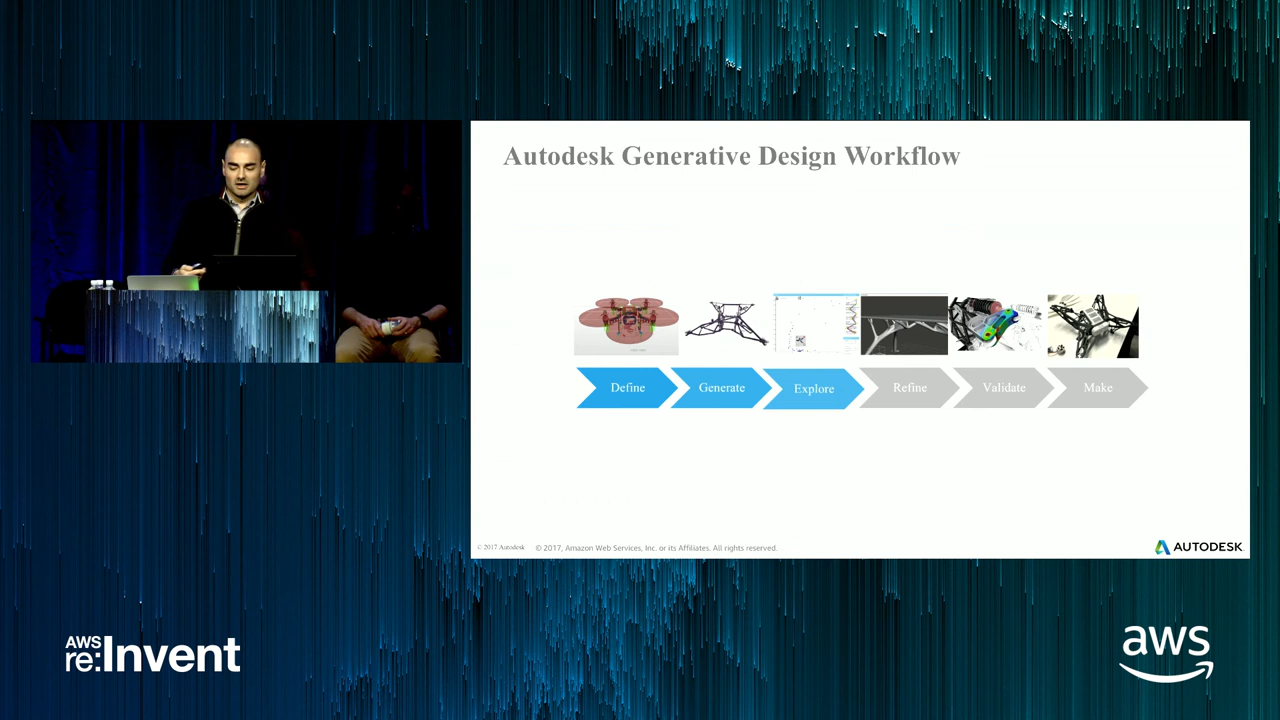 Autodesk Generative Design Workflow
Define
Generate
Explore
Refine
Validate
Make
© 2017 Autodesk
© 2017, Amazon Web Services, Inc. or its Affiliates. All rights reserved.
AUTODESK
AWS
re:Invent
aws